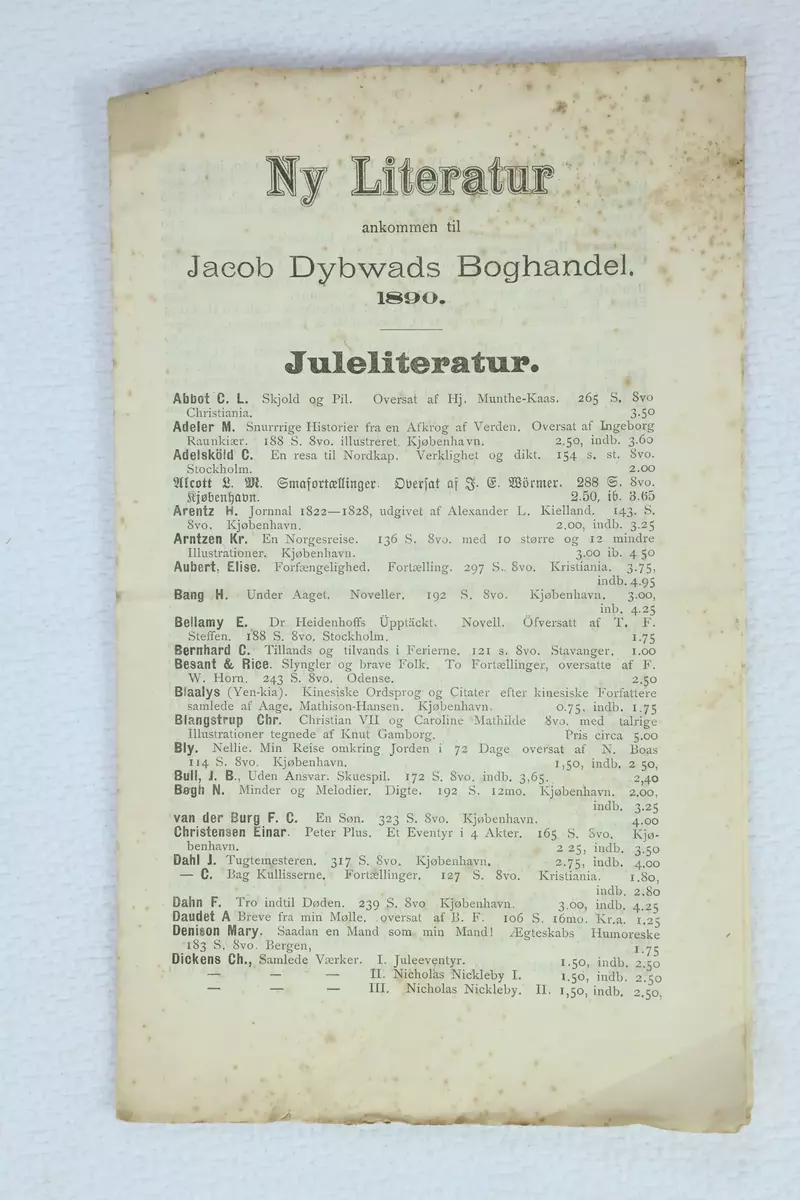 Ny Literatur
ankommen til
Jacob Dybwads Boghandel.
1890.
Juleliteratur.
Abbot C. L. Skjold og Pil. Oversat af Hj. Munthe-Kaas. 265 S. 8vo
Christiania. 3.50
Adeler M. Snurrrige Historier fra en Afkrog af Verden. Oversat af Ingeborg
Raunkiær. 188 S. 8vo. illustreret. Kjøbenhavn. 2.50, indb. 3.60
Adelsköld C. En resa til Nordkap. Verklighet og dikt. 154 s. st. 8vo.
Stockholm. 2.00
Alcott L. M. Smafortællinger. Oversat af J. E. Wörmer. 288 S. 8vo.
Kjøbenhavn. 2.50, ib. 3.65
Arentz H. Jornnal 1822—1828, udgivet af Alexander L. Kielland. 143. S.
8vo. Kjøbenhavn. 2.00, indb. 3.25
Arntzen Kr. En Norgesreise. 136 S. 8vo. med 10 større og 12 mindre
Illustrationer. Kjøbenhavn. 3.00 ib. 4 50
Aubert, Elise. Forfængelighed. Fortælling. 297 S. 8vo. Kristiania. 3.75,
indb. 4.95
Bang H. Under Aaget. Noveller. 192 S. 8vo. Kjøbenhavn. 3.00,
inb. 4.25
Bellamy E. Dr Heidenhoffs Üpptäckt. Novell. Öfversatt af T. F.
Steffen. 188 S. 8vo. Stockholm. 1.75
Bernhard C. Tillands og tilvands i Ferierne. 121 s. 8vo. Stavanger. 1.00
Besant & Rice. Slyngler og brave Folk. To Fortællinger, oversatte af F.
W. Horn. 243 S. 8vo. Odense. 2.50
Blaalys (Yen-kia). Kinesiske Ordsprog og Citater efter kinesiske Forfattere
samlede af Aage. Mathison-Hansen. Kjøbenhavn. 0.75, indb. 1.75
Blangstrup Chr. Christian VII og Caroline Mathilde 8vo. med talrige
Illustrationer tegnede af Knut Gamborg. Pris circa 5.00
Bly. Nellie. Min Reise omkring Jorden i 72 Dage oversat af N. Boas
114 S. 8vo. Kjøbenhavn. 1,50, indb. 2 50,
Bull, J. B., Uden Ansvar. Skuespil. 172 S. 8vo. indb. 3,65. 2,40
Bøgh N. Minder og Melodier. Digte. 192 S. 12mo. Kjøbenhavn. 2.00,
indb. 3.25
van der Burg F. C. En Søn. 323 S. 8vo. Kjøbenhavn. 4.00
Christensen Einar. Peter Plus. Et Eventyr i 4 Akter. 165 S. 8vo. Kjø-
benhavn. 2 25, indb. 3.50
Dahl J. Tugtemesteren. 317 S. 8vo. Kjøbenhavn. 2.75, indb. 4.00
— C. Bag Kullisserne. Fortællinger. 127 S. 8vo. Kristiania. 1.80,
indb. 2.80
Dahn F. Tro indtil Døden. 239 S. 8vo Kjøbenhavn. 3.00, indb. 4.25
Daudet A Breve fra min Mølle. oversat af B. F. 106 S. 16mo. Kr.a. 1.25
Denison Mary. Saadan en Mand som min Mand! Ægteskabs Humoreske
183 S. 8vo. Bergen, 1.75
Dickens Ch., Samlede Værker. I. Juleeventyr. 1.50, indb. 2.50
— — — II. Nicholas Nickleby I. 1.50, indb. 2.50
— — — III. Nicholas Nickleby. II. 1,50, indb. 2.50,